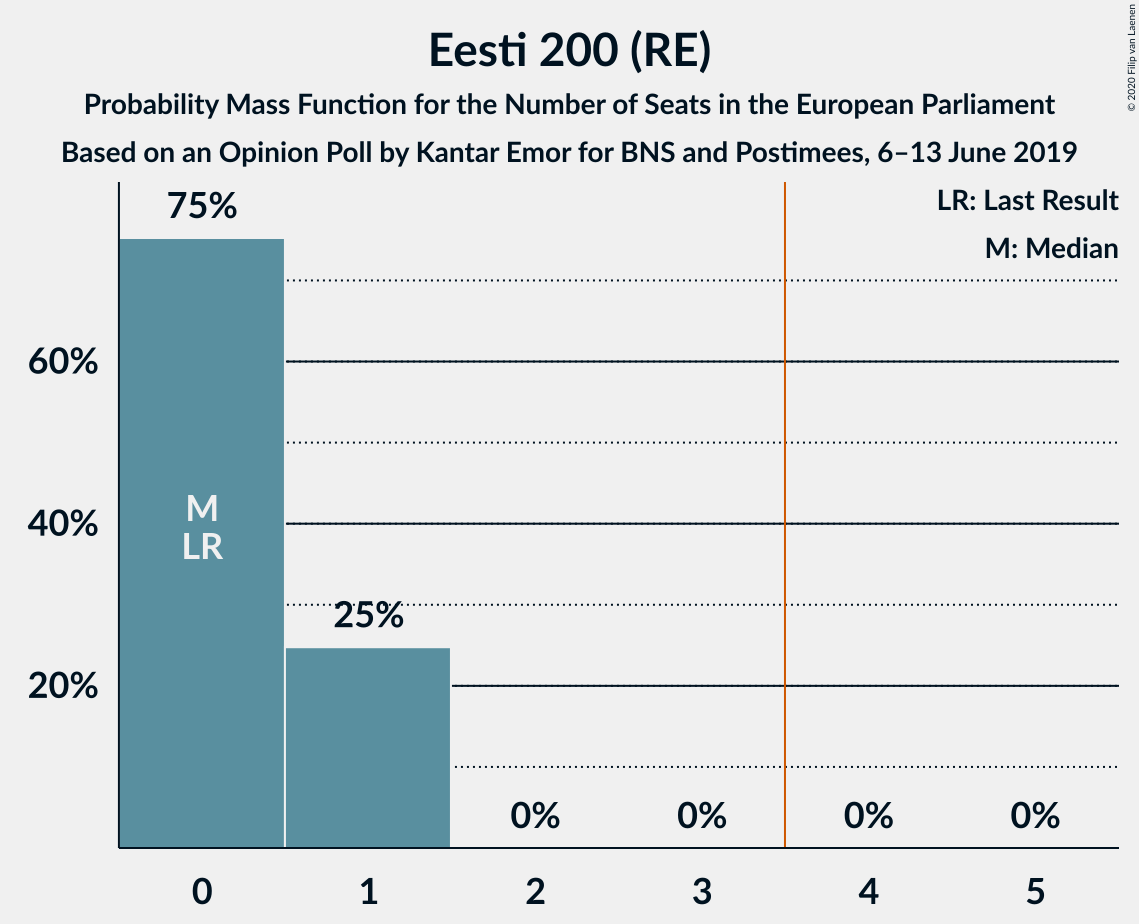 Eesti 200 (RE)
Probability Mass Function for the Number of Seats in the European Parliament
Based on an Opinion Poll by Kantar Emor for BNS and Postimees, 6–13 June 2019
© 2020 Filip van Laenen
LR: Last Result
M: Median
75%
60%
40%
20%
M
LR
25%
0%
0%
0%
0%
0
1
2
3
4
5